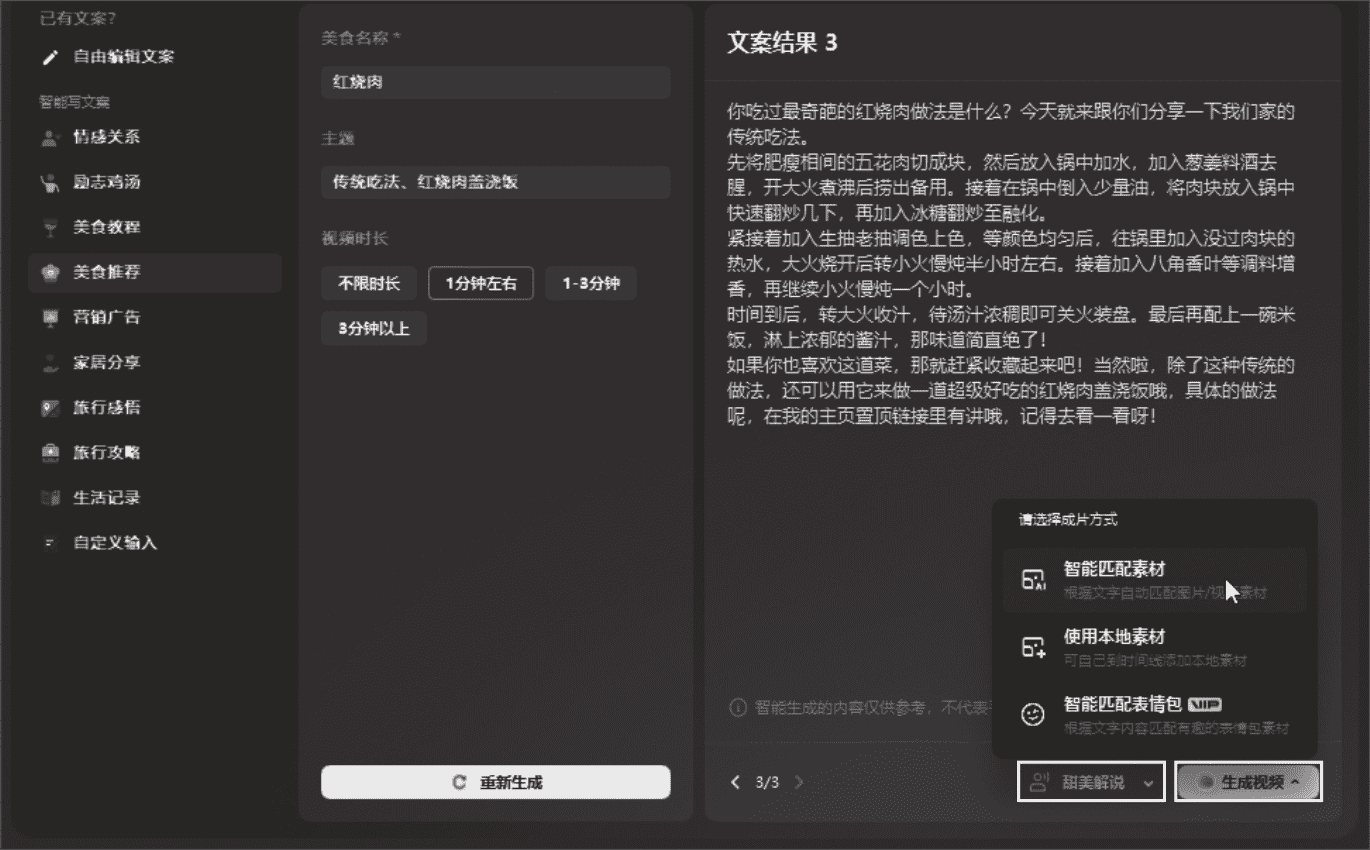 已有文案？
自由编辑文案
智能写文案
情感关系
励志鸡汤
美食教程
美食推荐
营销广告
家居分享
旅行感悟
旅行攻略
生活记录
自定义输入
美食名称 *
红烧肉
主题
传统吃法、红烧肉盖浇饭
视频时长
不限时长
1分钟左右
1-3分钟
3分钟以上
重新生成
文案结果 3
你吃过最奇葩的红烧肉做法是什么？今天就来跟你们分享一下我们家的
传统吃法。
先将肥瘦相间的五花肉切成块，然后放入锅中加水，加入葱姜料酒去
腥，开大火煮沸后捞出备用。接着在锅中倒入少量油，将肉块放入锅中
快速翻炒几下，再加入冰糖翻炒至融化。
紧接着加入生抽老抽调色上色，等颜色均匀后，往锅里加入没过肉块的
热水，大火烧开后转小火慢炖半小时左右。接着加入八角香叶等调料增
香，再继续小火慢炖一个小时。
时间到后，转大火收汁，待汤汁浓稠即可关火装盘。最后再配上一碗米
饭，淋上浓郁的酱汁，那味道简直绝了！
如果你也喜欢这道菜，那就赶紧收藏起来吧！当然啦，除了这种传统的
做法，还可以用它来做一道超级好吃的红烧肉盖浇饭哦，具体的做法
呢，在我的主页置顶链接里有讲哦，记得去看一看呀！
请选择成片方式
智能匹配素材
根据文字自动匹配图片/视 素材
使用本地素材
可自己到时间线添加本地素材
智能匹配表情包 VIP
根据文字内容匹配有趣的表情包素材
智能生成的内容仅供参考，不代表
3/3
甜美解说
生成视频